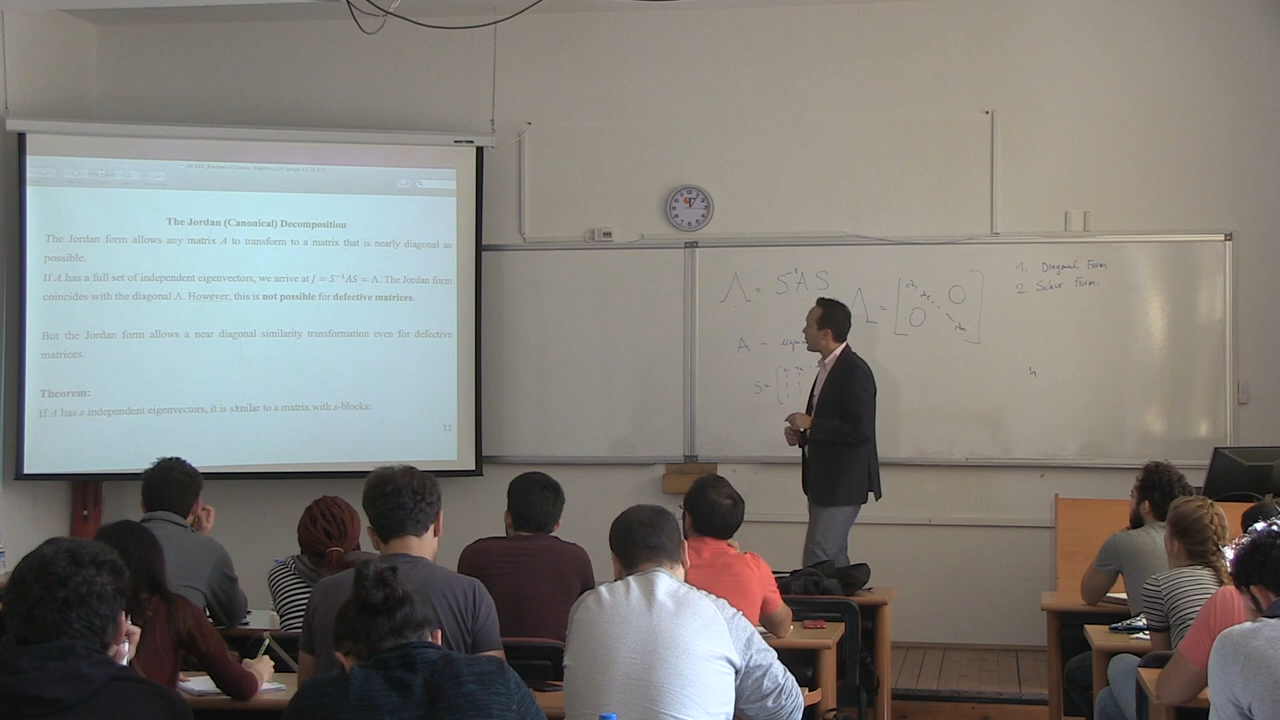 The Jordan (Canonical) Decomposition
The Jordan form allows any matrix A to transform to a matrix that is nearly diagonal as
possible.
If A has a full set of independent eigenvectors, we arrive at J = S⁻¹AS = Λ. The Jordan form
coincides with the diagonal Λ. However, this is not possible for defective matrices.
But the Jordan form allows a near diagonal similarity transformation even for defective
matrices.
Theorem:
If A has s independent eigenvectors, it is similar to a matrix with s-blocks:
11
Λ = S⁻¹AS
Λ =
A
S =
1. Diagonal Form
2. Schur Form.